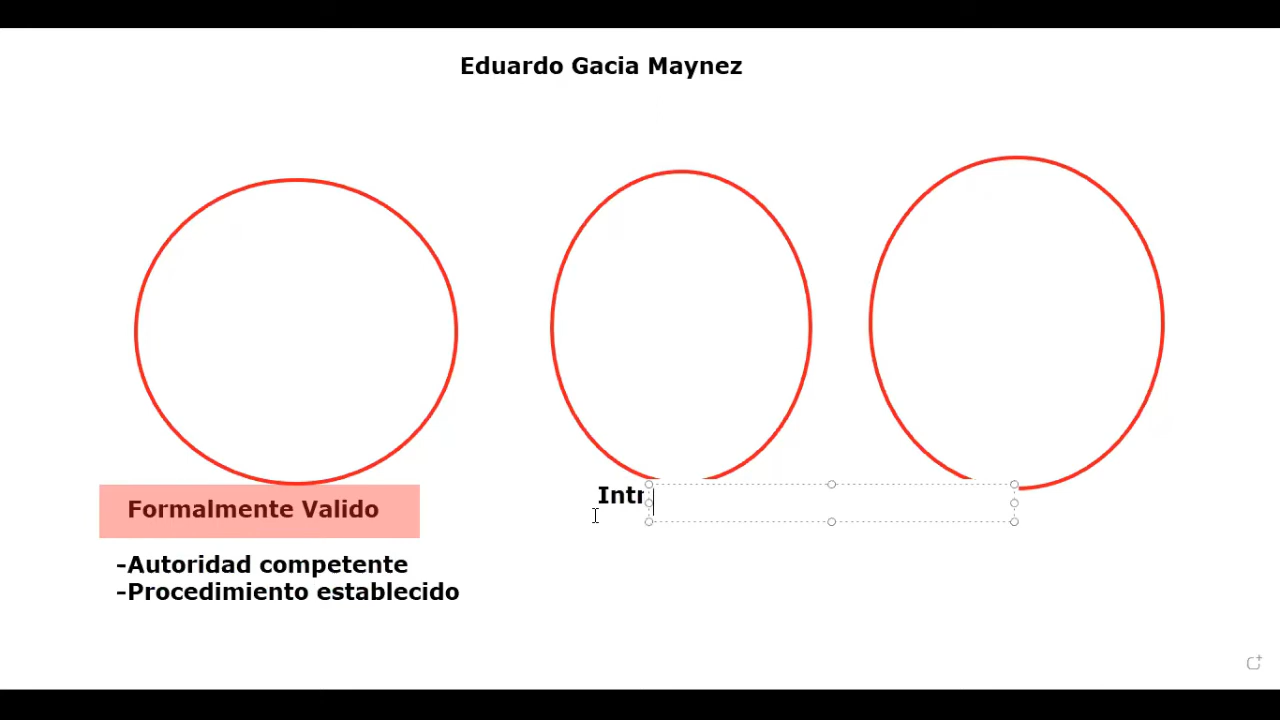 Eduardo Gacia Maynez
Formalmente Valido
Intr
-Autoridad competente
-Procedimiento establecido